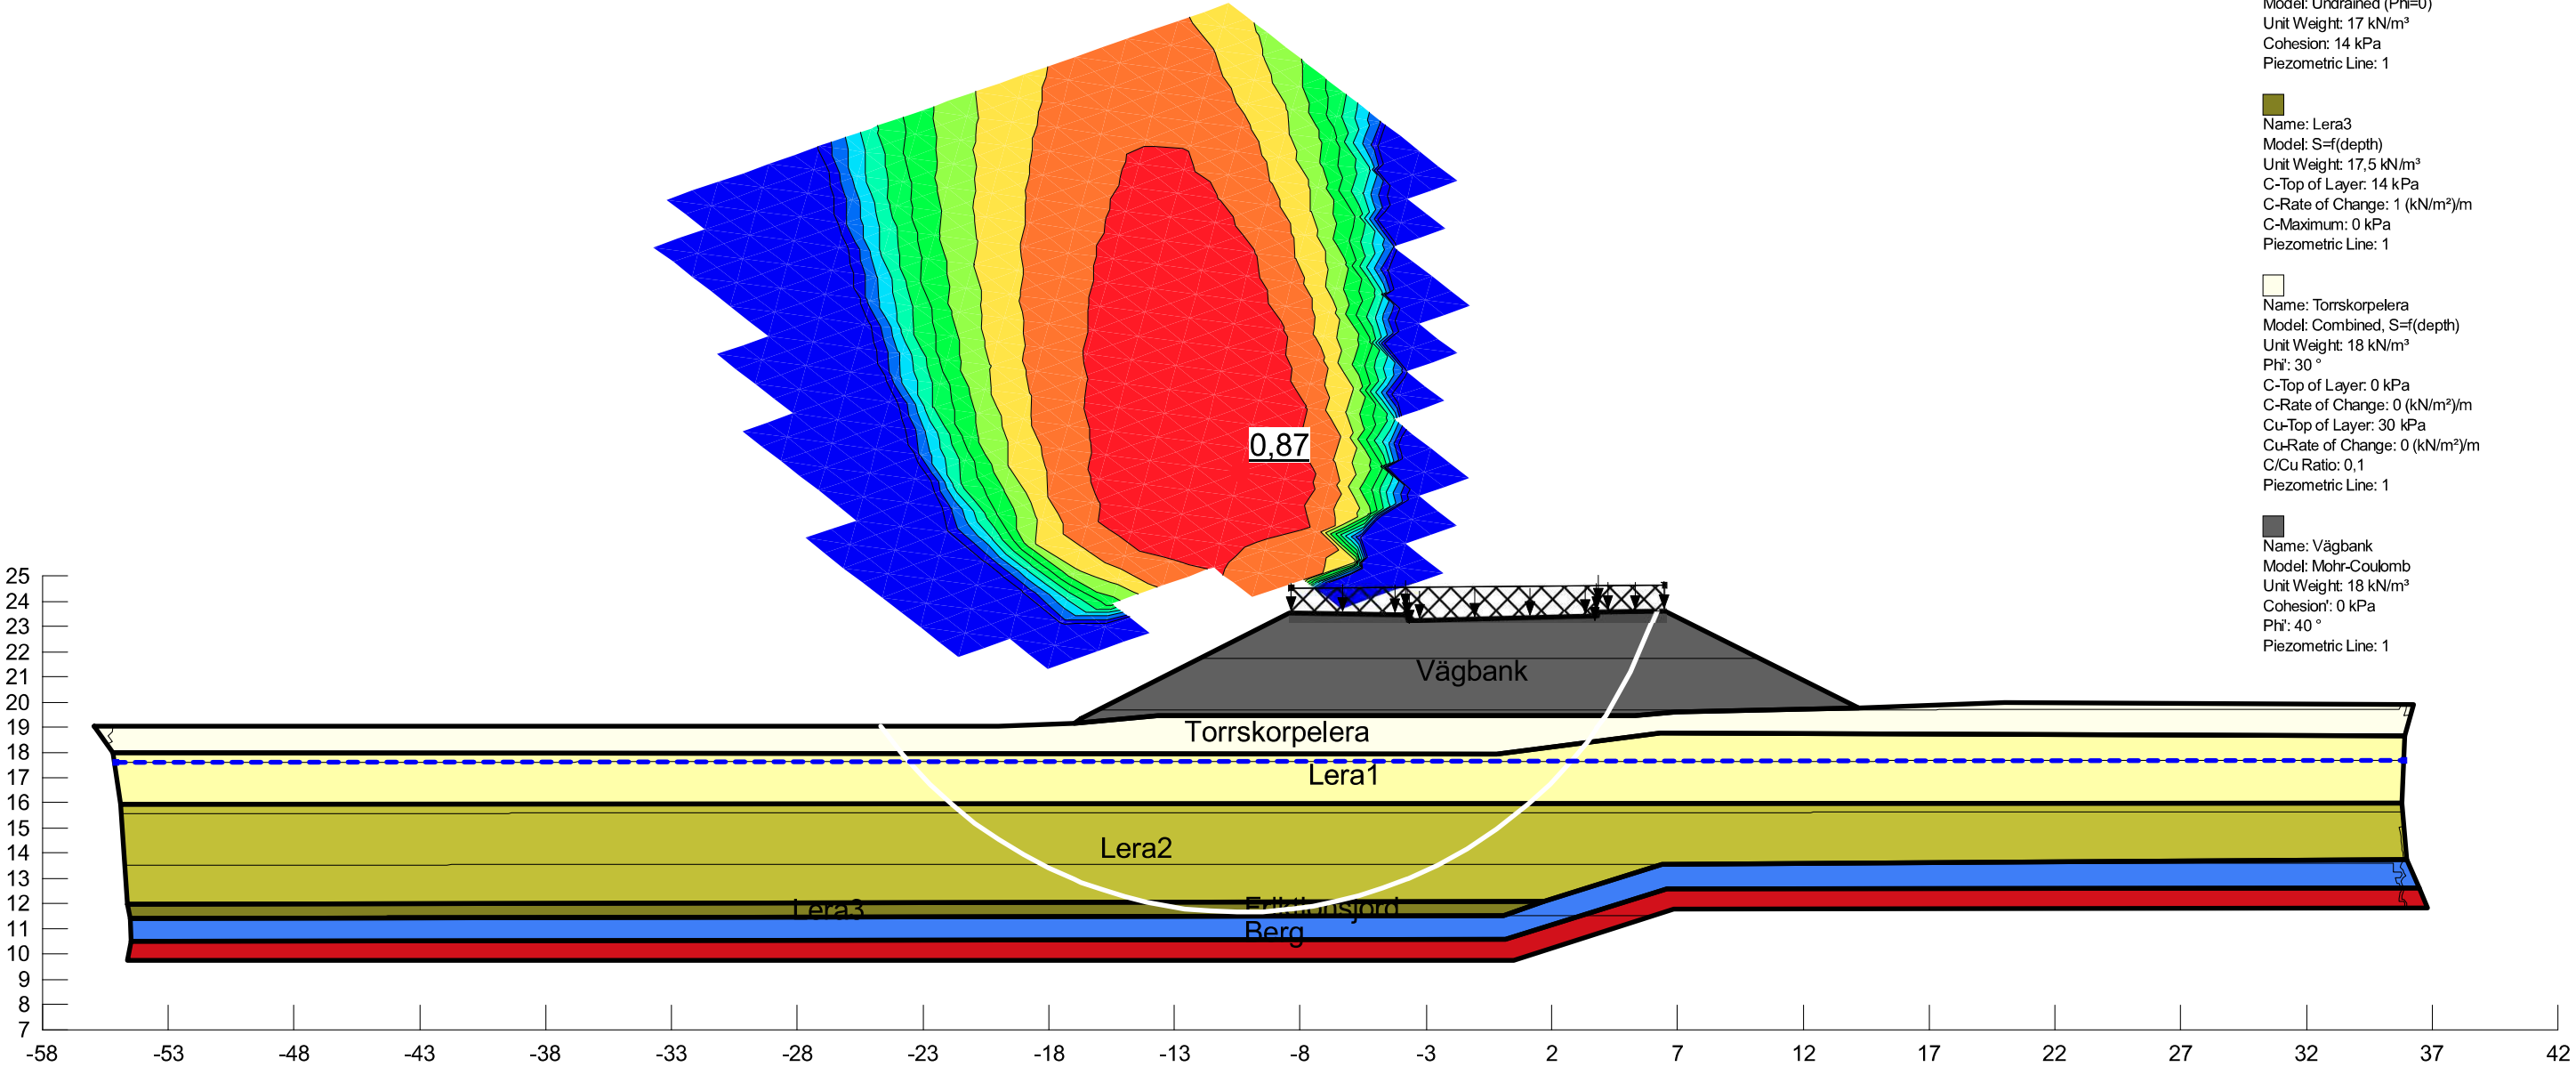 Model: Undrained (Phi=0)
Unit Weight: 17 kN/m³
Cohesion: 14 kPa
Piezometric Line: 1
Name: Lera3
Model: S=f(depth)
Unit Weight: 17,5 kN/m³
C-Top of Layer: 14 kPa
C-Rate of Change: 1 (kN/m²)/m
C-Maximum: 0 kPa
Piezometric Line: 1
Name: Torrskorpelera
Model: Combined, S=f(depth)
Unit Weight: 18 kN/m³
Phi': 30 °
C-Top of Layer: 0 kPa
C-Rate of Change: 0 (kN/m²)/m
Cu-Top of Layer: 30 kPa
Cu-Rate of Change: 0 (kN/m²)/m
C/Cu Ratio: 0,1
Piezometric Line: 1
Name: Vägbank
Model: Mohr-Coulomb
Unit Weight: 18 kN/m³
Cohesion': 0 kPa
Phi': 40 °
Piezometric Line: 1
0,87
Vägbank
Torrskorpelera
Lera1
Lera2
Lera3
Friktionsjord
Berg
25
24
23
22
21
20
19
18
17
16
15
14
13
12
11
10
9
8
7
-58 -53 -48 -43 -38 -33 -28 -23 -18 -13 -8 -3 2 7 12 17 22 27 32 37 42